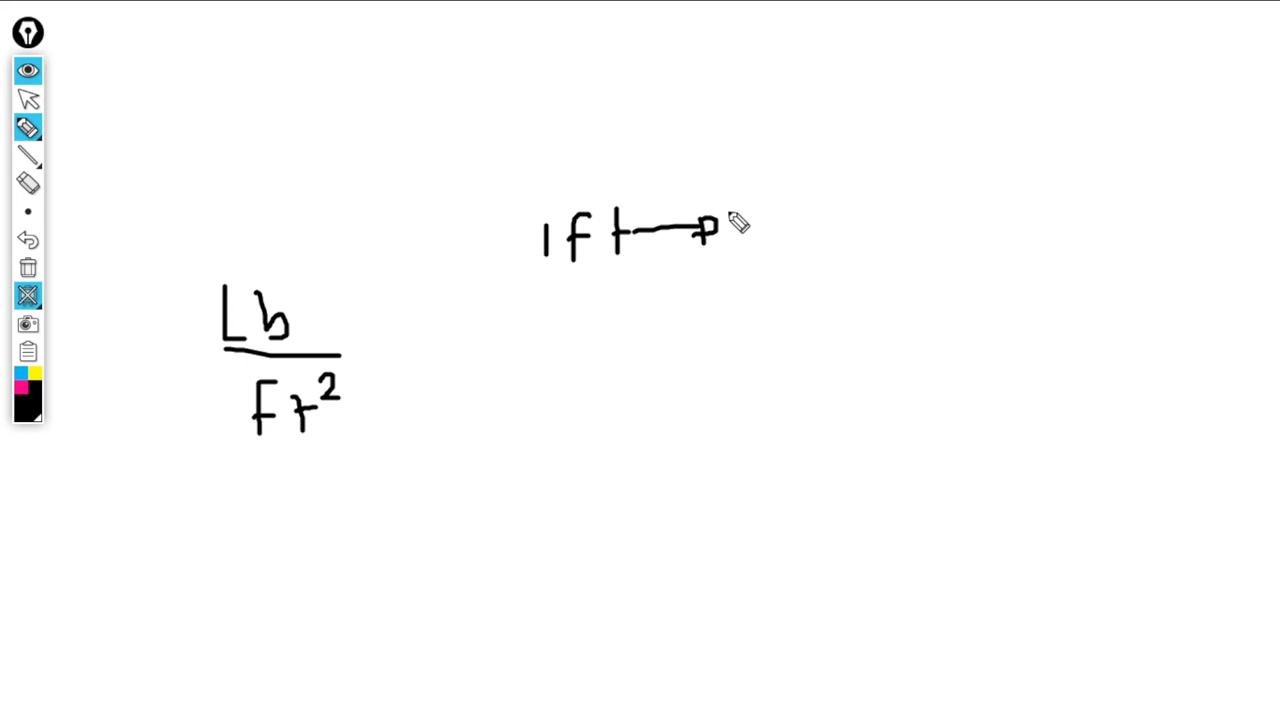 1 ft →
Lb
Ft²